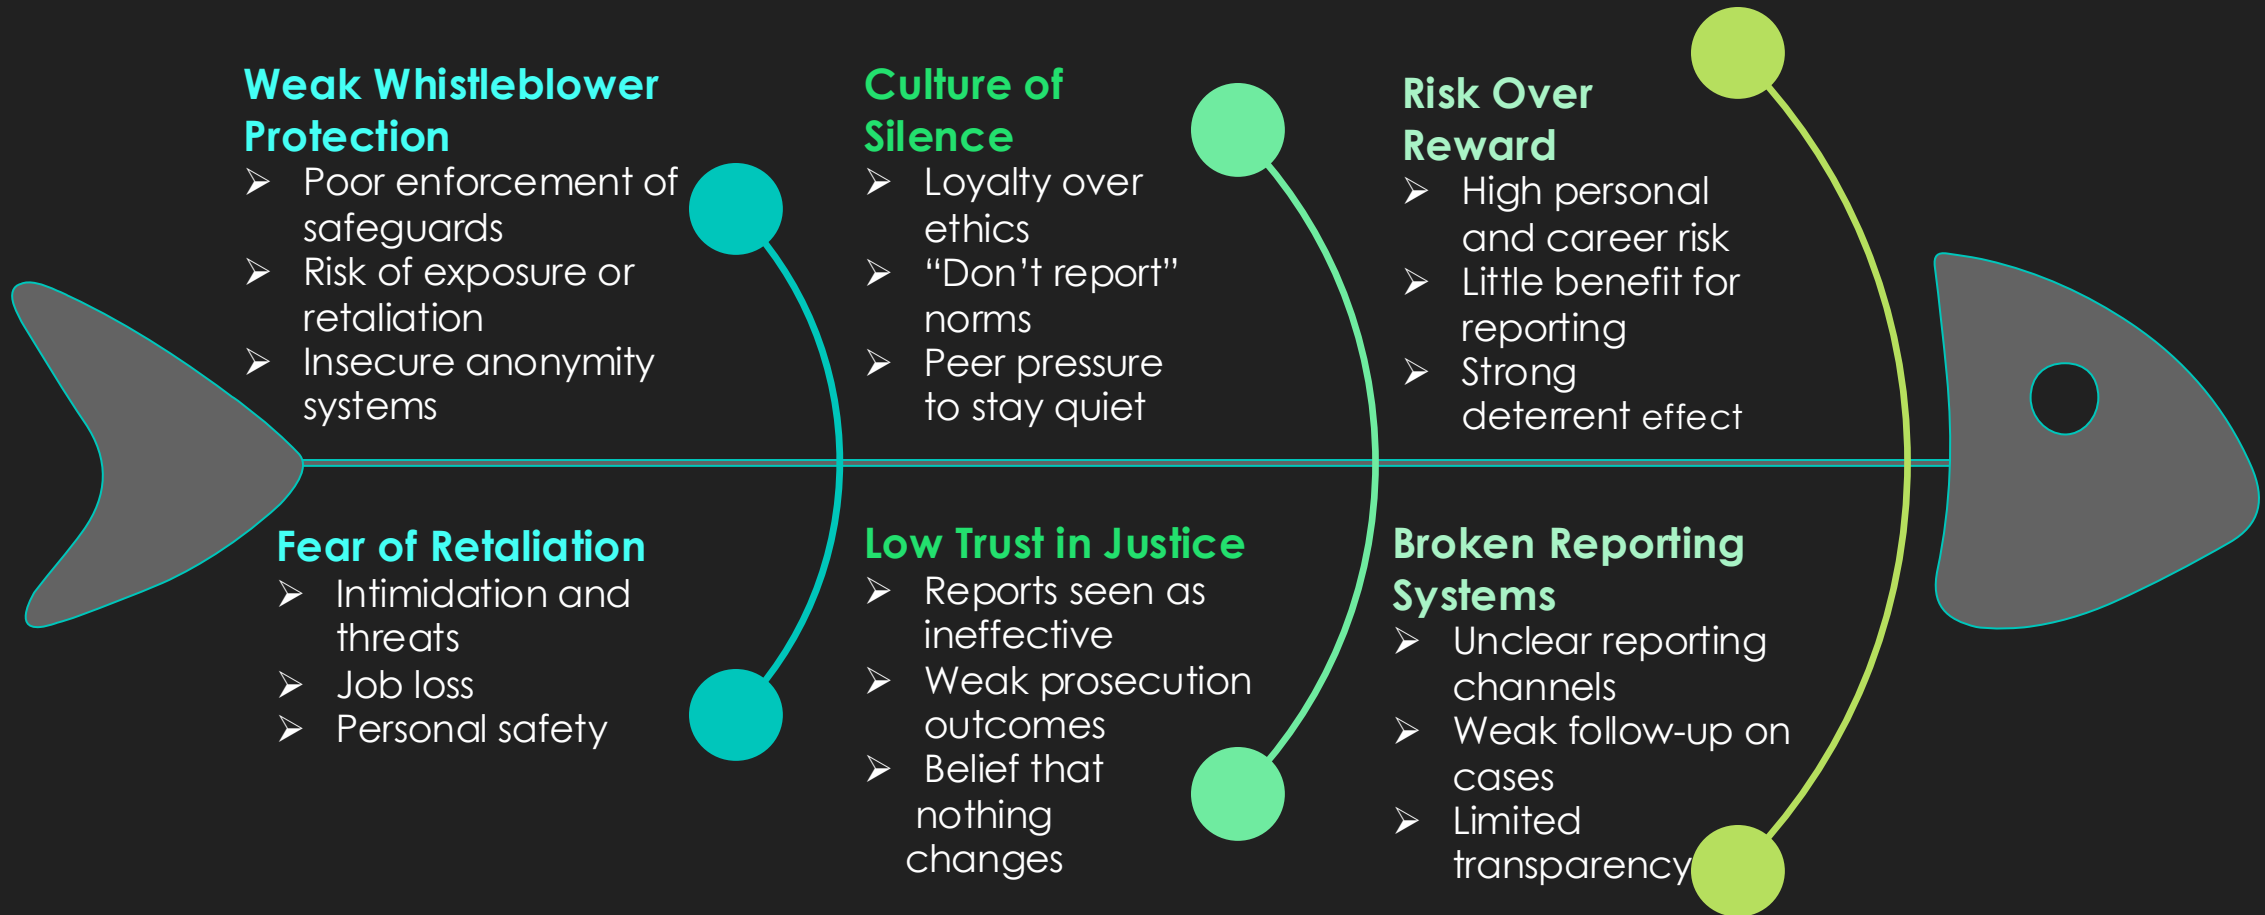 Weak Whistleblower
Protection
➢ Poor enforcement of
safeguards
➢ Risk of exposure or
retaliation
➢ Insecure anonymity
systems
Culture of
Silence
➢ Loyalty over
ethics
➢ “Don’t report”
norms
➢ Peer pressure
to stay quiet
Risk Over
Reward
➢ High personal
and career risk
➢ Little benefit for
reporting
➢ Strong
deterrent effect
Fear of Retaliation
➢ Intimidation and
threats
➢ Job loss
➢ Personal safety
Low Trust in Justice
➢ Reports seen as
ineffective
➢ Weak prosecution
outcomes
➢ Belief that
nothing
changes
Broken Reporting
Systems
➢ Unclear reporting
channels
➢ Weak follow-up on
cases
➢ Limited
transparency